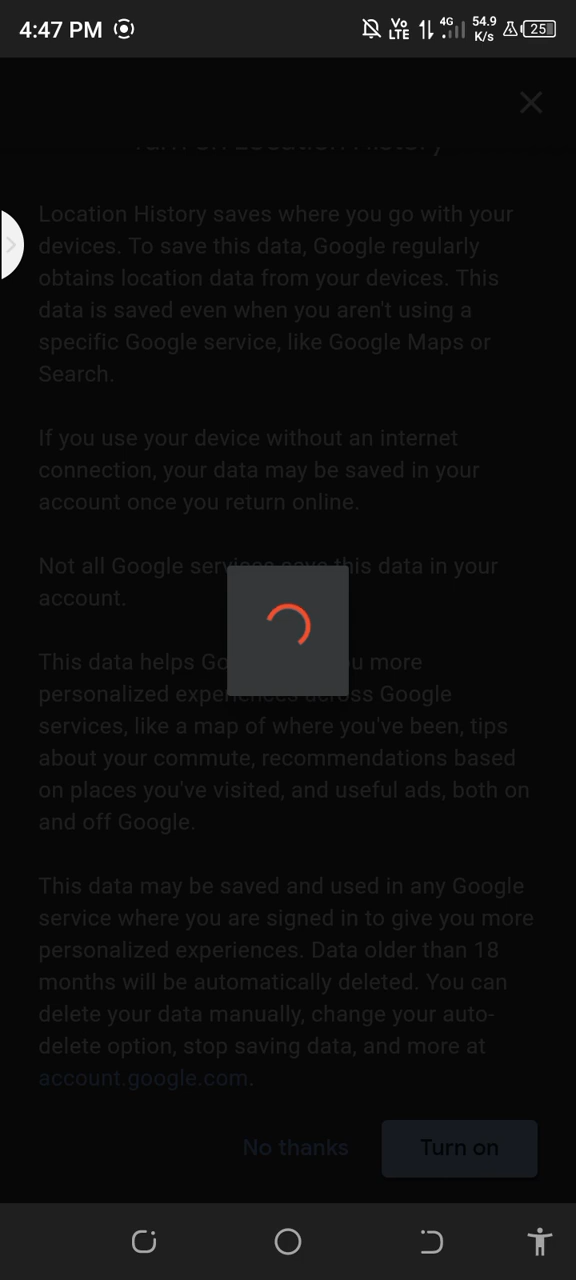 4:47 PM
Vo LTE 4G 54.9 K/s 25
Turn on Location History
Location History saves where you go with your
devices. To save this data, Google regularly
obtains location data from your devices. This
data is saved even when you aren't using a
specific Google service, like Google Maps or
Search.
If you use your device without an internet
connection, your data may be saved in your
account once you return online.
Not all Google services save this data in your
account.
This data helps Go u more
personalized experiences across Google
services, like a map of where you've been, tips
about your commute, recommendations based
on places you've visited, and useful ads, both on
and off Google.
This data may be saved and used in any Google
service where you are signed in to give you more
personalized experiences. Data older than 18
months will be automatically deleted. You can
delete your data manually, change your auto-
delete option, stop saving data, and more at
account.google.com.
No thanks
Turn on